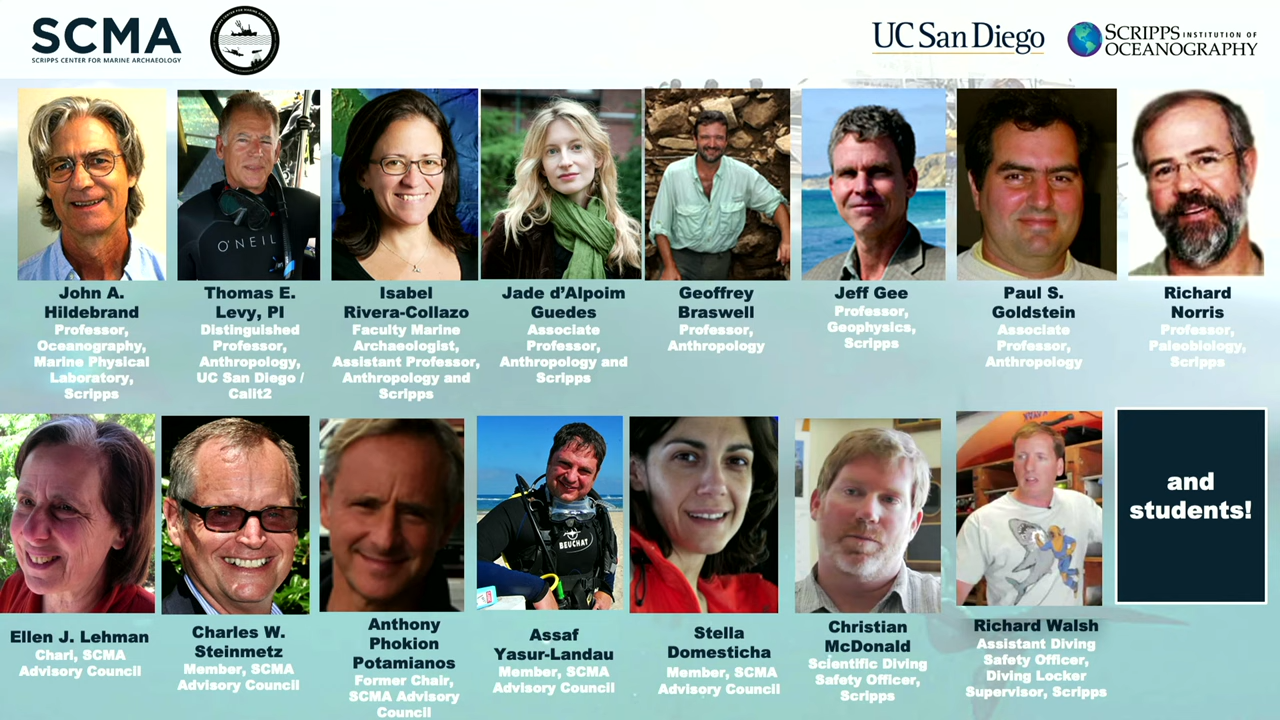 SCMA
SCRIPPS CENTER FOR MARINE ARCHAEOLOGY
UC San Diego
SCRIPPS INSTITUTION OF
OCEANOGRAPHY
John A.
Hildebrand
Professor,
Oceanography,
Marine Physical
Laboratory,
Scripps
O'NEIL
Thomas E.
Levy, PI
Distinguished
Professor,
Anthropology,
UC San Diego /
Calit2
Isabel
Rivera-Collazo
Faculty Marine
Archaeologist,
Assistant Professor,
Anthropology and
Scripps
Jade d’Alpoim
Guedes
Associate
Professor,
Anthropology and
Scripps
Geoffrey
Braswell
Professor,
Anthropology
Jeff Gee
Professor,
Geophysics,
Scripps
Paul S.
Goldstein
Associate
Professor,
Anthropology
Richard
Norris
Professor,
Paleobiology,
Scripps
Ellen J. Lehman
Chari, SCMA
Advisory Council
Charles W.
Steinmetz
Member, SCMA
Advisory Council
Anthony
Phokion
Potamianos
Former Chair,
SCMA Advisory
Council
BEUCHAT
Assaf
Yasur-Landau
Member, SCMA
Advisory Council
Stella
Domesticha
Member, SCMA
Advisory Council
Christian
McDonald
Scientific Diving
Safety Officer,
Scripps
Richard Walsh
Assistant Diving
Safety Officer,
Diving Locker
Supervisor, Scripps
and
students!